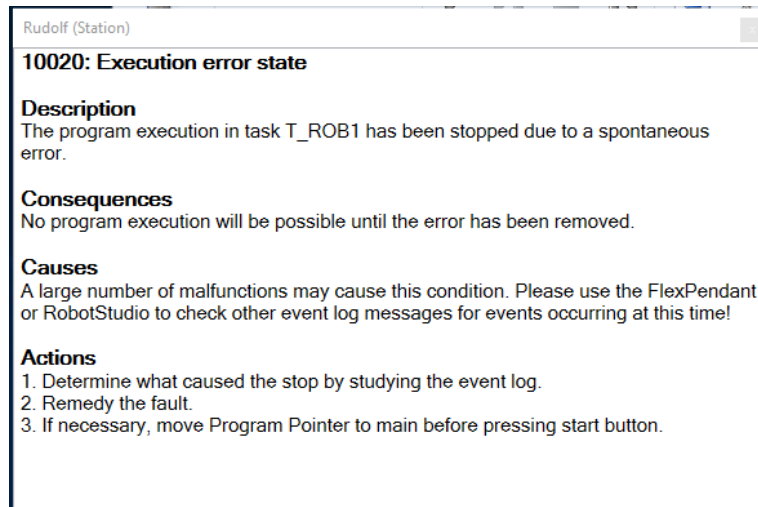 Rudolf (Station)
10020: Execution error state
Description
The program execution in task T_ROB1 has been stopped due to a spontaneous
error.
Consequences
No program execution will be possible until the error has been removed.
Causes
A large number of malfunctions may cause this condition. Please use the FlexPendant
or RobotStudio to check other event log messages for events occurring at this time!
Actions
1. Determine what caused the stop by studying the event log.
2. Remedy the fault.
3. If necessary, move Program Pointer to main before pressing start button.